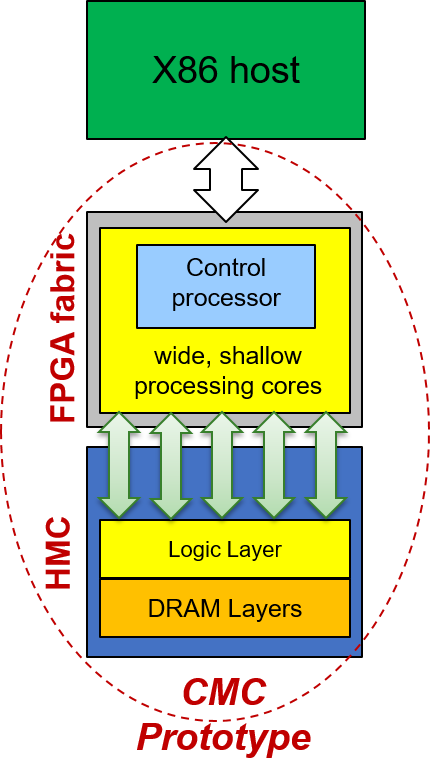 X86 host
FPGA fabric
Control
processor
wide, shallow
processing cores
HMC
Logic Layer
DRAM Layers
CMC
Prototype